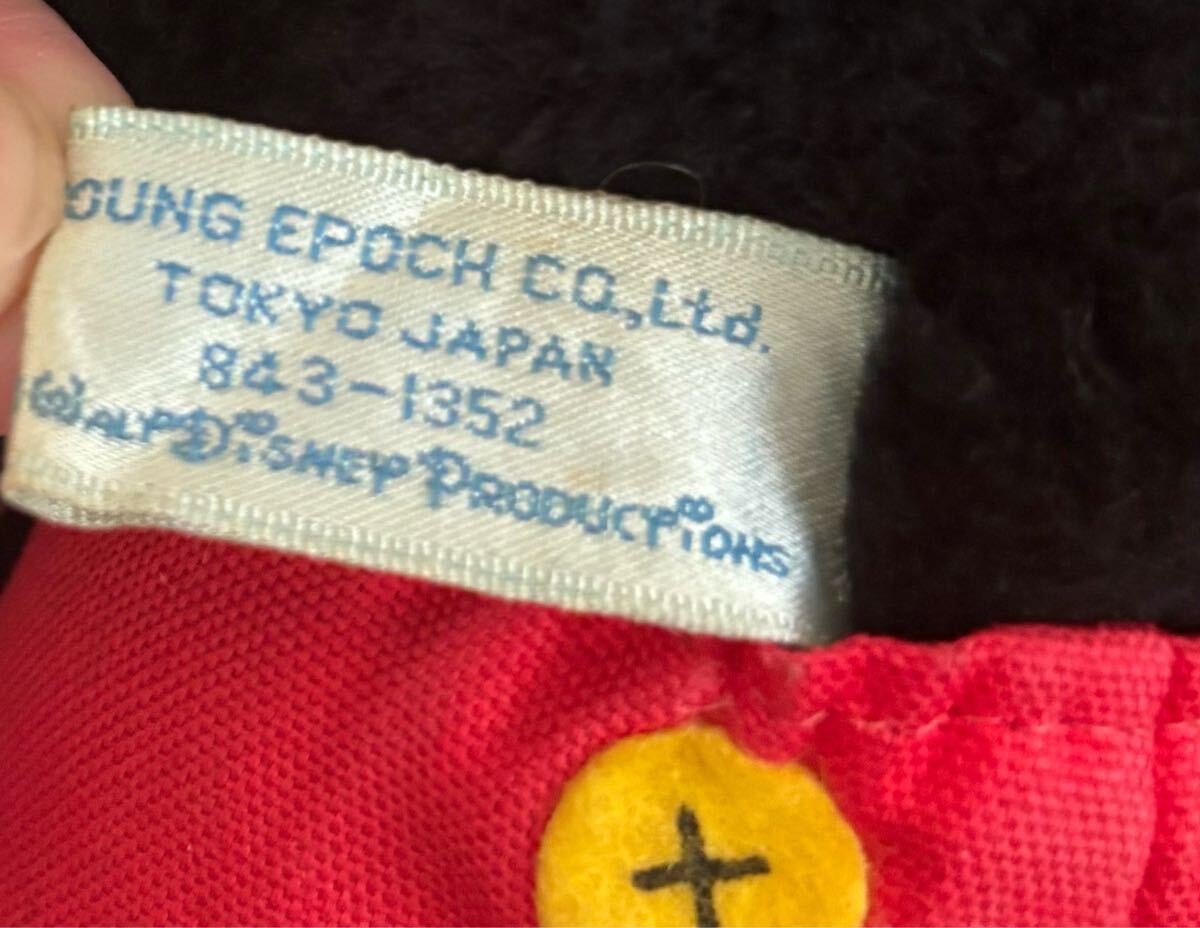 OUNG EPOCH CO.,Ltd.
TOKYO JAPAN
843-1352
WALT DiSNEY PRODUCTiONS